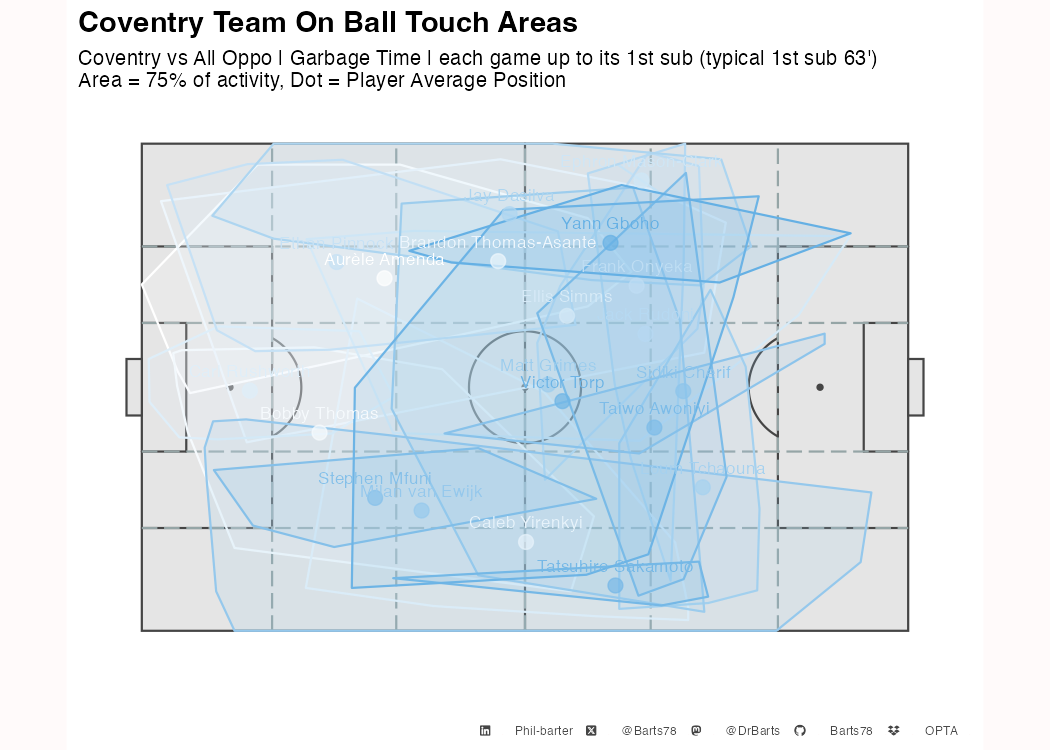 Coventry Team On Ball Touch Areas
Coventry vs All Oppo | Garbage Time | each game up to its 1st sub (typical 1st sub 63')
Area = 75% of activity, Dot = Player Average Position
Jay Dasilva
Yann Gboho
Brandon Thomas-Asante
Aurèle Amenda
Frank Onyeka
Ellis Simms
Matt Grimes
Victor Torp
Sidiki Cherif
Taiwo Awoniyi
Bobby Thomas
Tchaouna
Stephen Mfuni
Milan van Ewijk
Caleb Yirenkyi
Tatsuhiro Sakamoto
Phil-barter @Barts78 @DrBarts Barts78 OPTA